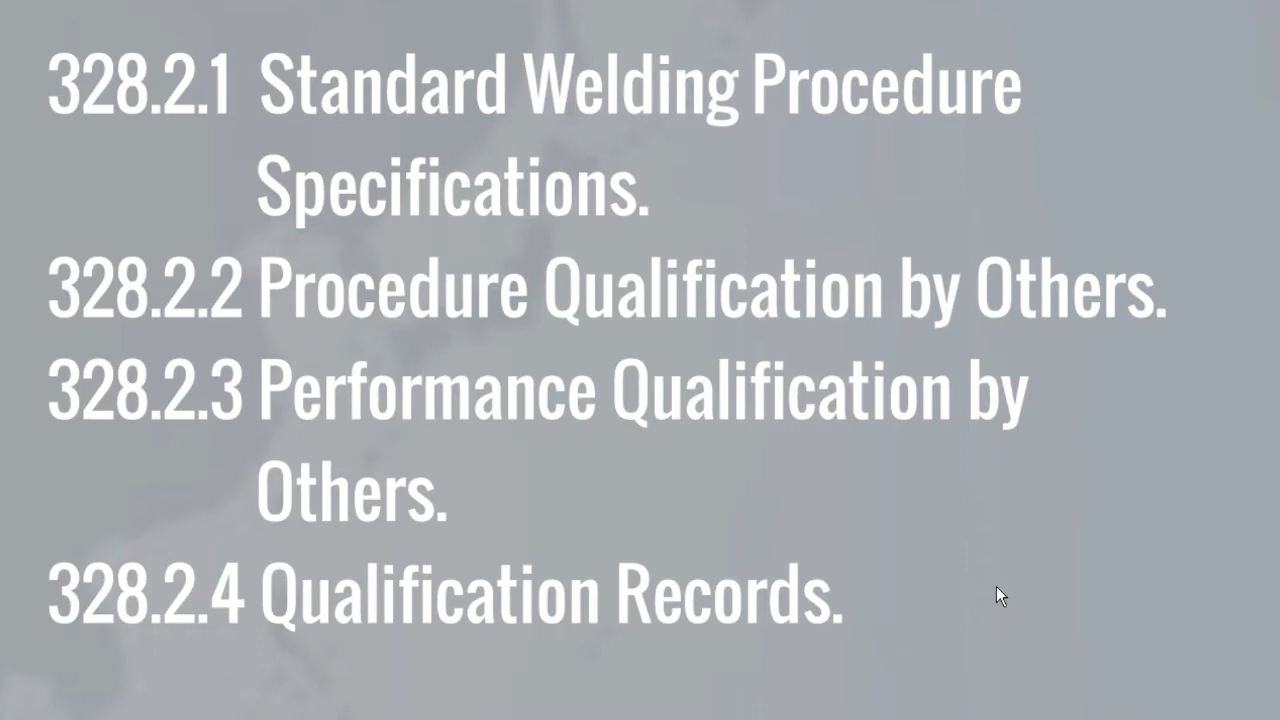 328.2.1 Standard Welding Procedure
Specifications.
328.2.2 Procedure Qualification by Others.
328.2.3 Performance Qualification by
Others.
328.2.4 Qualification Records.